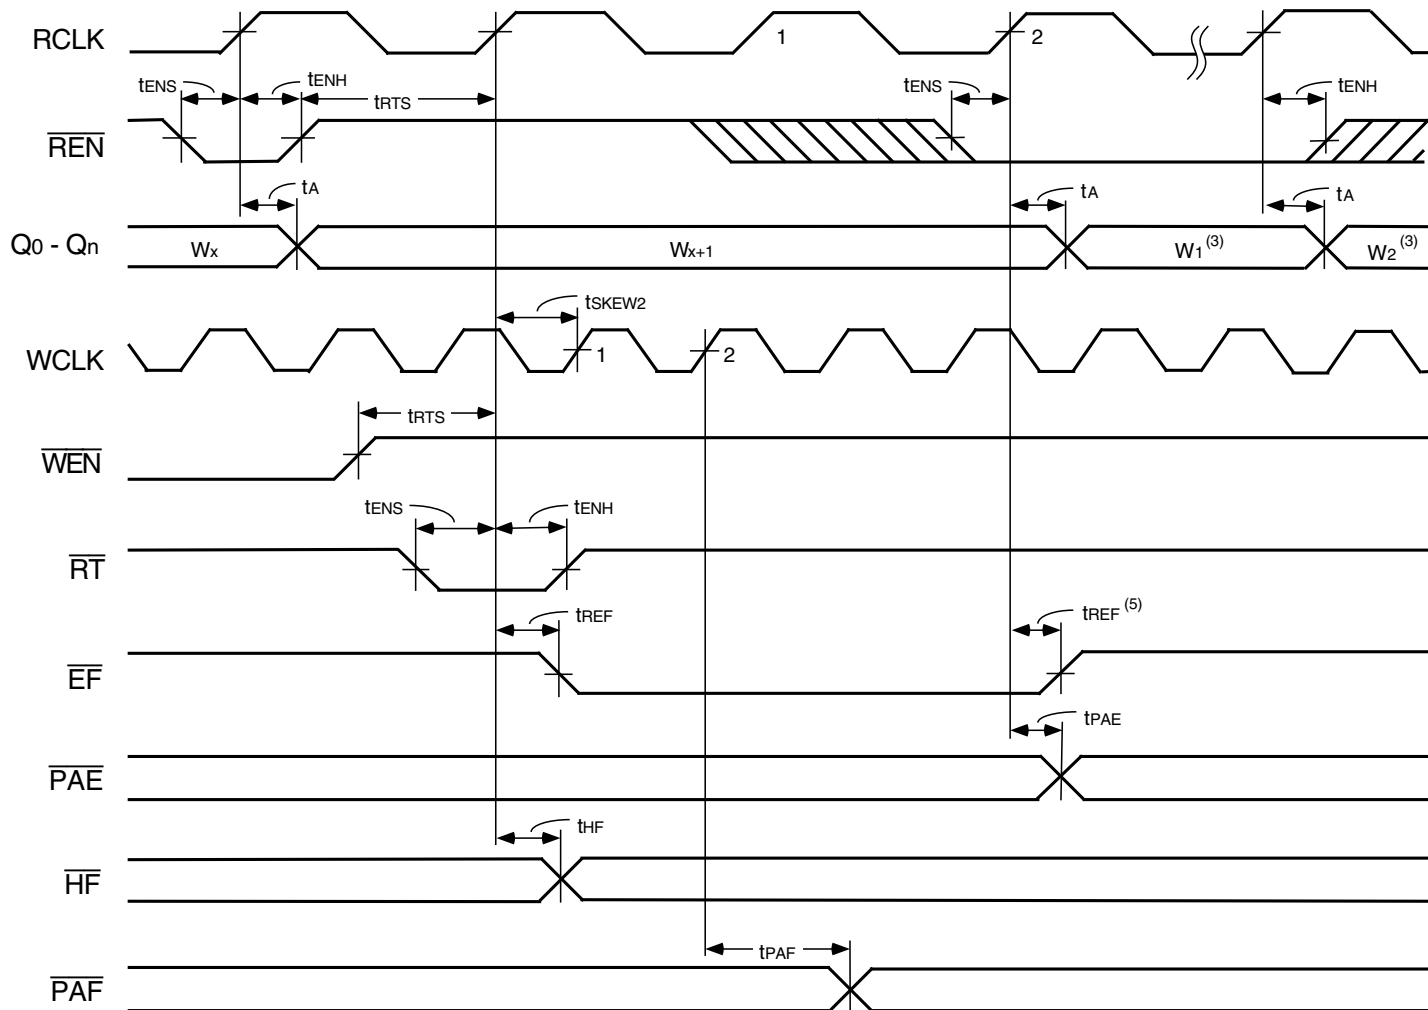 RCLK 1 2
tENS tENH tRTS tENS tENH
REN
tA tA tA
Q0 - Qn Wx Wx+1 W1 (3) W2 (3)
tSKEW2
WCLK 1 2
tRTS
WEN
tENS tENH
RT
tREF tREF (5)
EF
tPAE
PAE
tHF
HF
tPAF
PAF